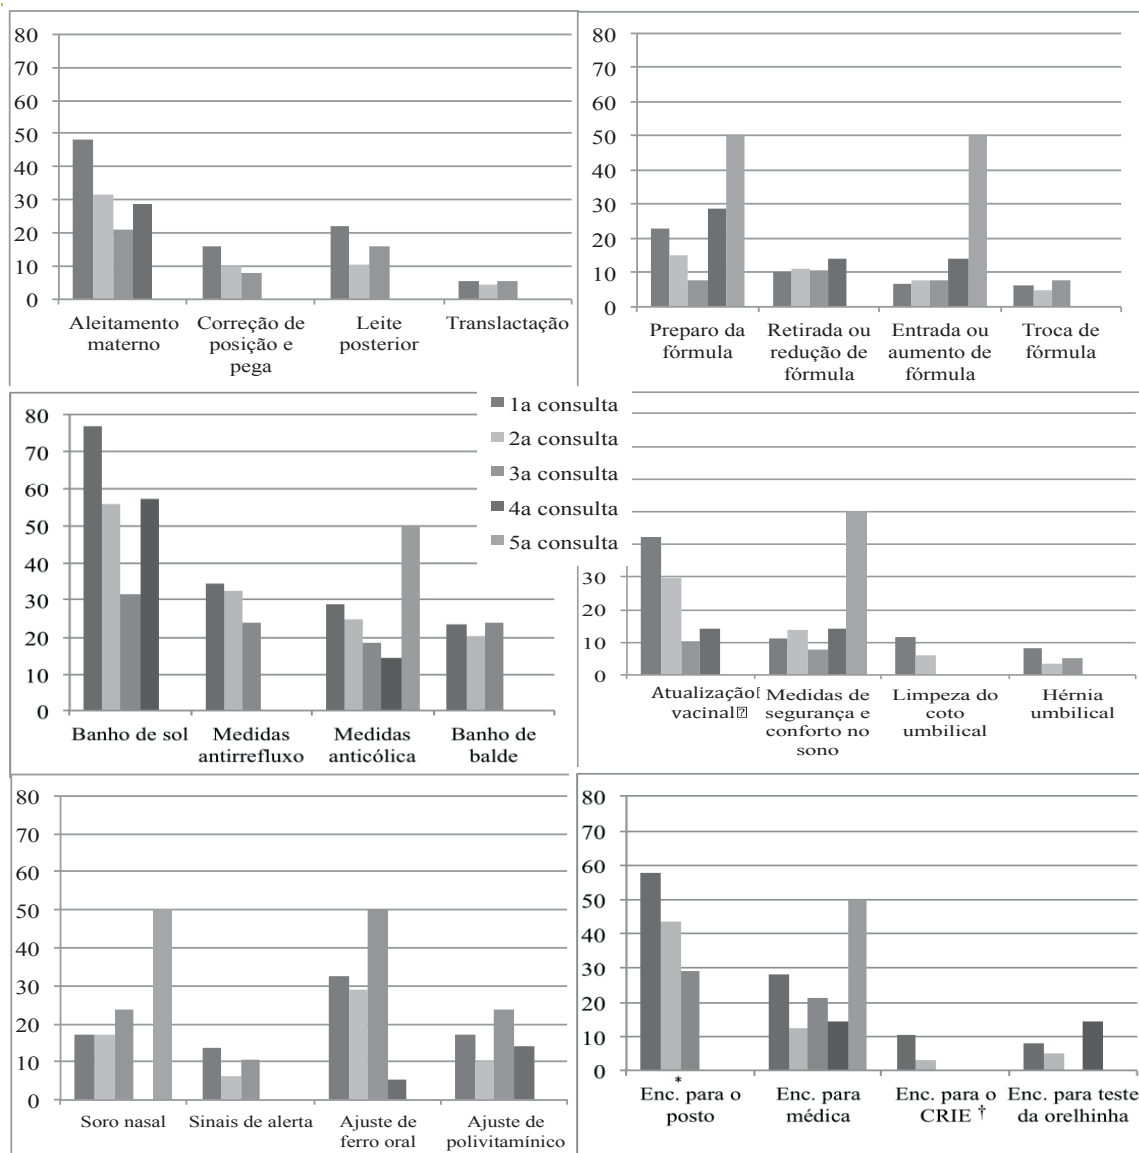 80
70
60
50
40
30
20
10
0
Aleitamento
materno
Correção de
posição e
pega
Leite
posterior
Translactação
80
70
60
50
40
30
20
10
0
Preparo da
fórmula
Retirada ou
redução de
fórmula
Entrada ou
aumento de
fórmula
Troca de
fórmula
80
70
60
50
40
30
20
10
0
Banho de sol
Medidas
antirrefluxo
Medidas
anticólica
Banho de
balde
1a consulta
2a consulta
3a consulta
4a consulta
5a consulta
30
20
10
0
Atualização
vacinal
Medidas de
segurança e
conforto no
sono
Limpeza do
coto
umbilical
Hérnia
umbilical
80
70
60
50
40
30
20
10
0
Soro nasal
Sinais de alerta
Ajuste de
ferro oral
Ajuste de
polivitamínico
80
70
60
50
40
30
20
10
0
*
Enc. para o
posto
Enc. para
médica
Enc. para o
CRIE †
Enc. para teste
da orelhinha